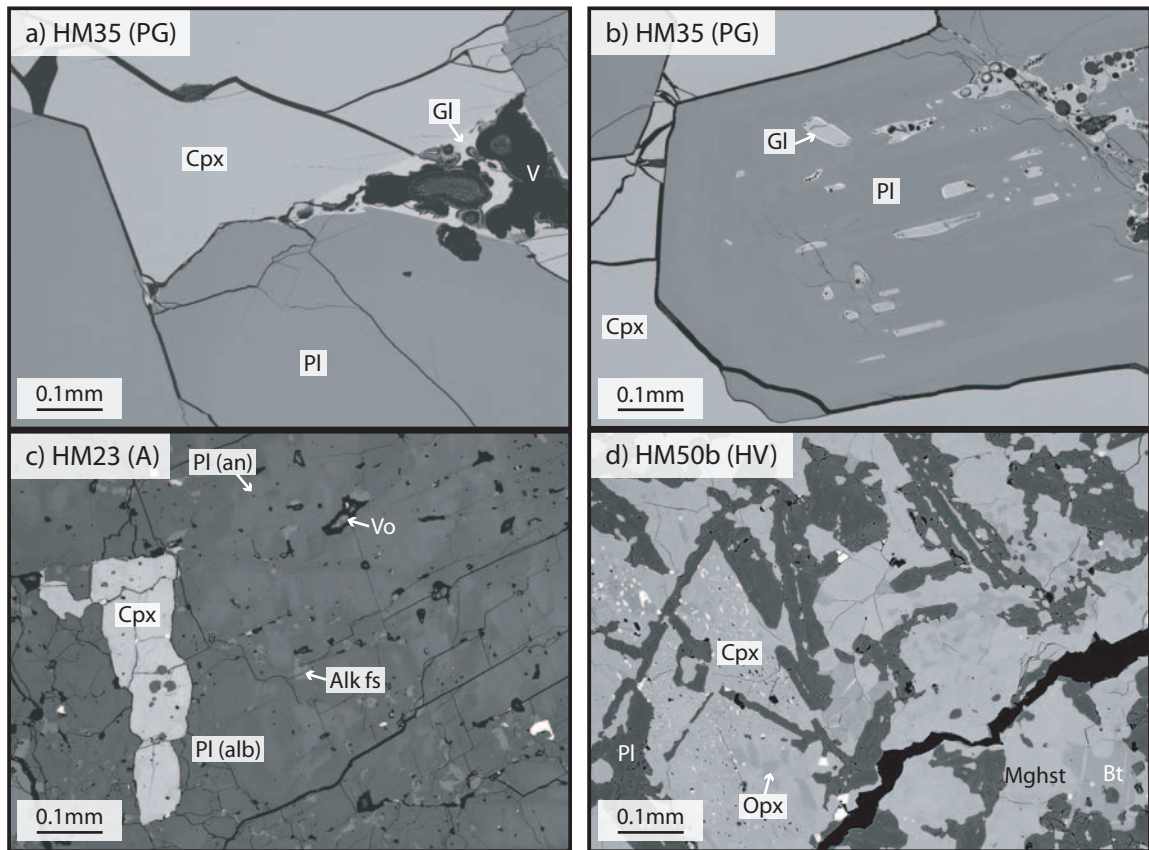 a) HM35 (PG)
Gl
Cpx
V
Pl
0.1mm
b) HM35 (PG)
Gl
Pl
Cpx
0.1mm
c) HM23 (A)
Pl (an)
Vo
Cpx
Alk fs
Pl (alb)
0.1mm
d) HM50b (HV)
Cpx
Pl
Mghst
Bt
Opx
0.1mm